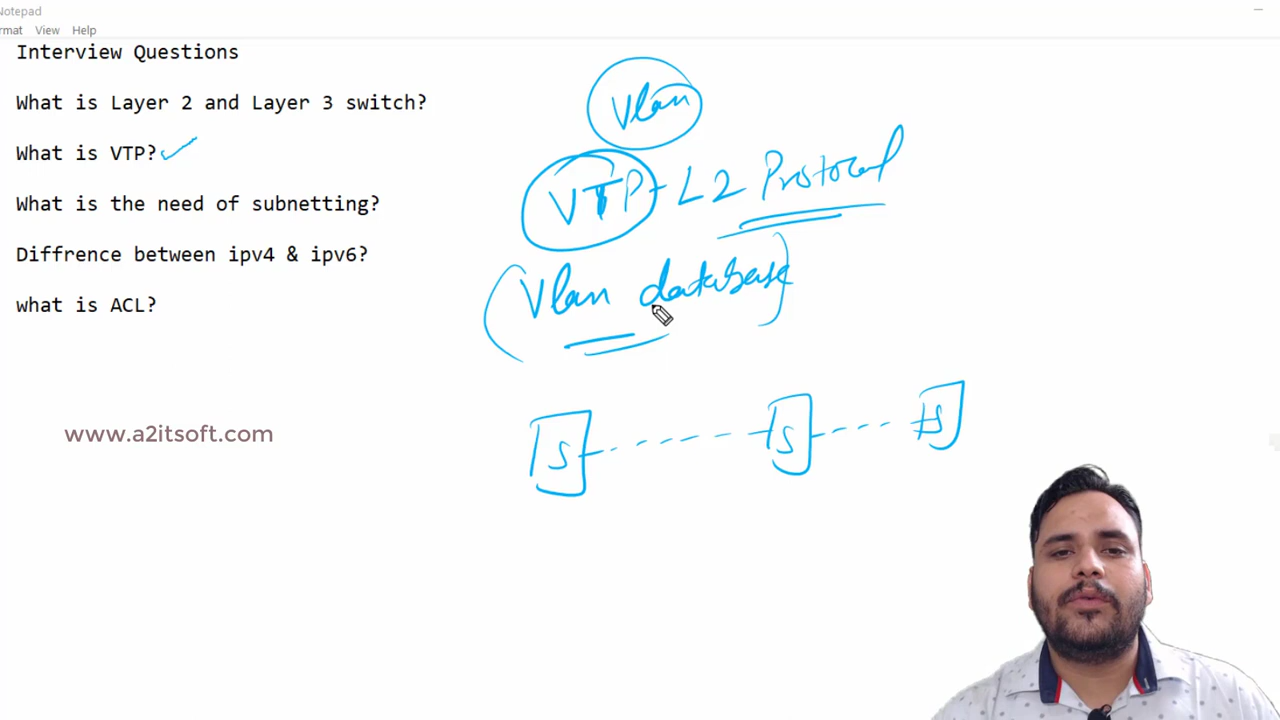 Notepad
rmat View Help
Interview Questions
What is Layer 2 and Layer 3 switch?
What is VTP?
What is the need of subnetting?
Diffrence between ipv4 & ipv6?
what is ACL?
www.a2itsoft.com
Vlan
VTP - L2 Protocol
(Vlan database)
S
S
S